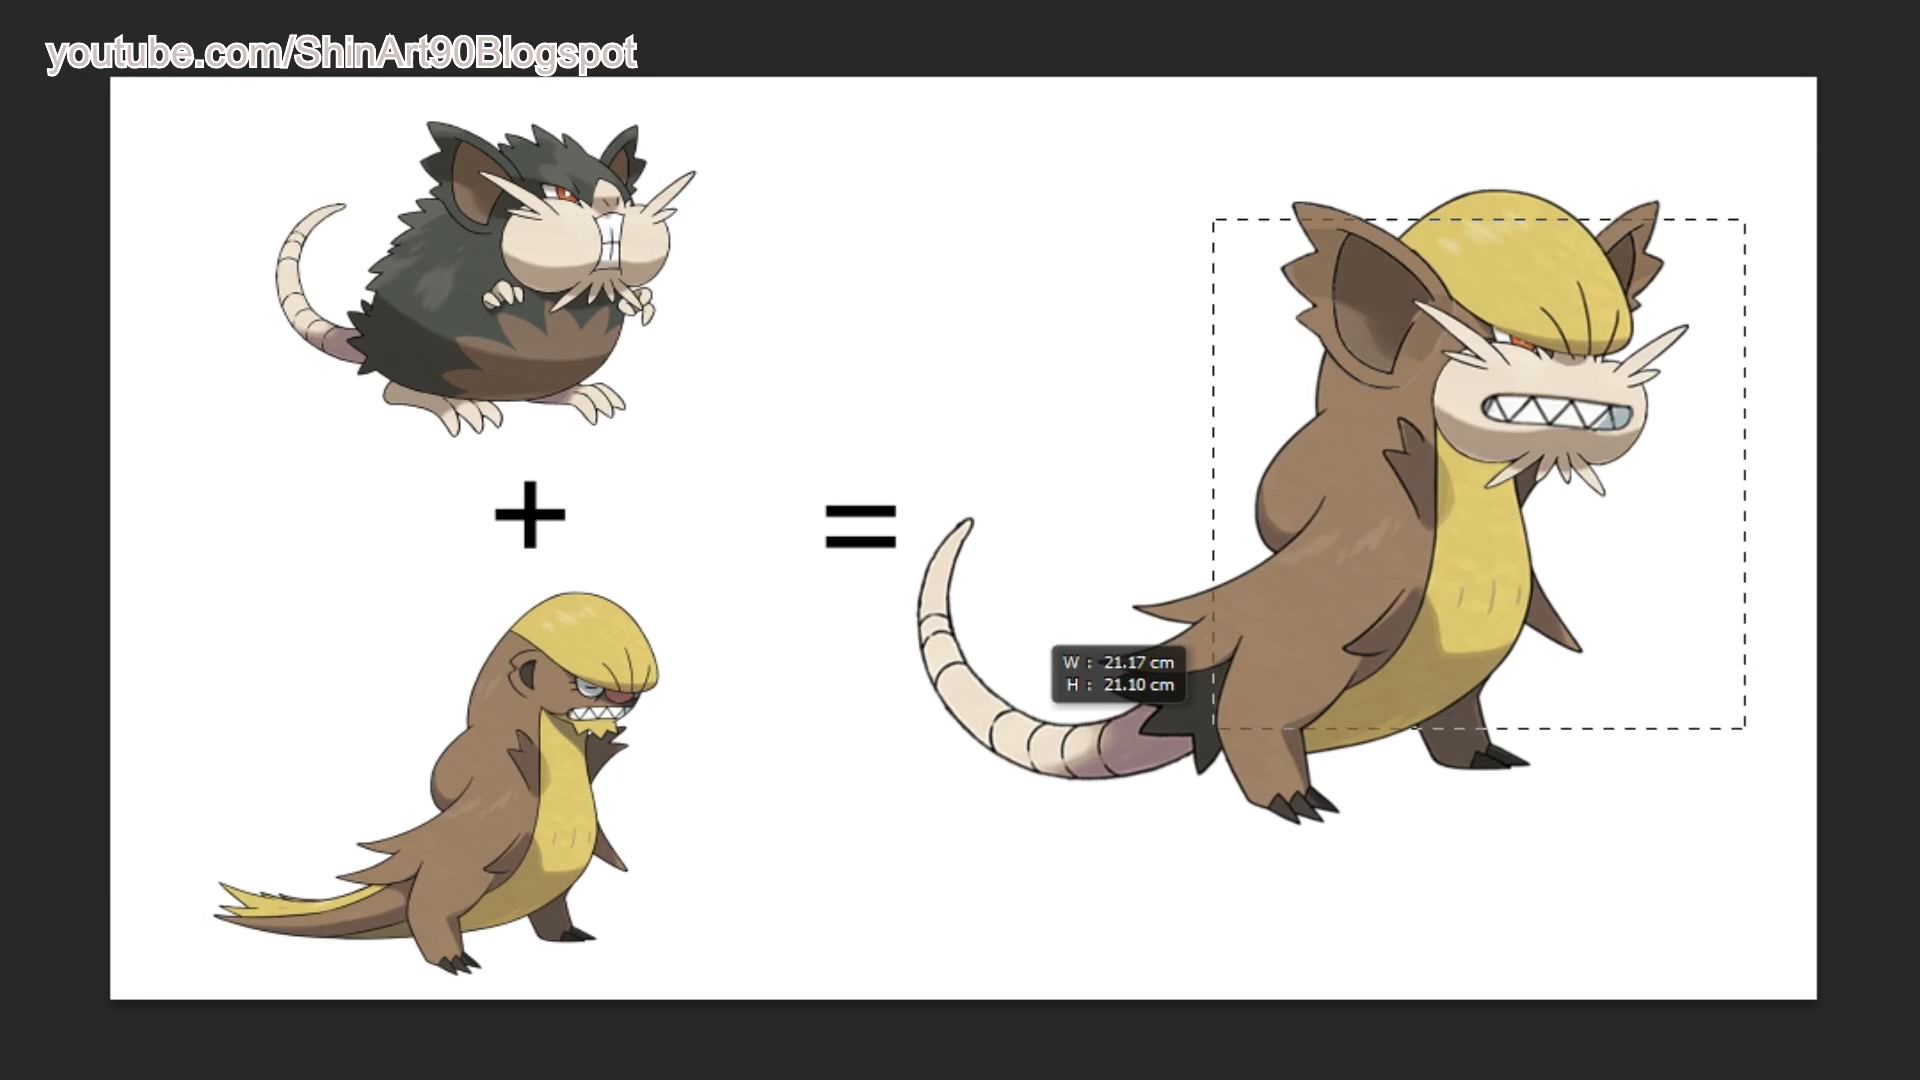 youtube.com/ShinArt90Blogspot
+
=
W : 21.17 cm
H : 21.10 cm